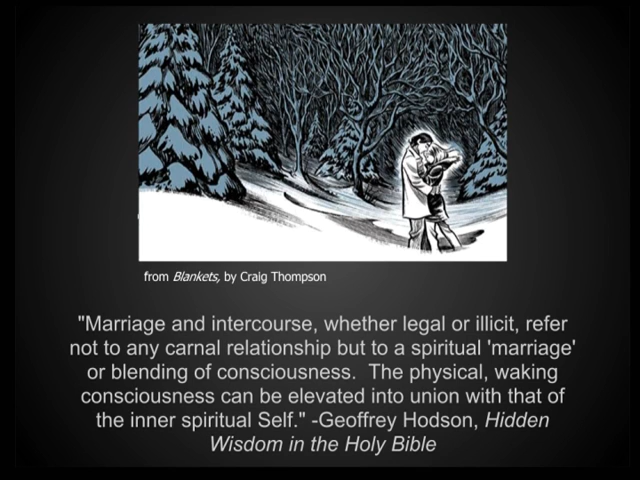 from Blankets, by Craig Thompson
"Marriage and intercourse, whether legal or illicit, refer
not to any carnal relationship but to a spiritual 'marriage'
or blending of consciousness.  The physical, waking
consciousness can be elevated into union with that of
the inner spiritual Self." -Geoffrey Hodson, Hidden
Wisdom in the Holy Bible